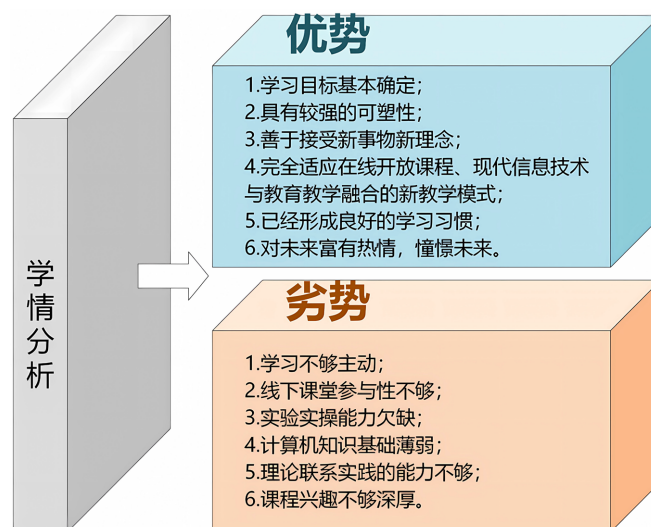 学情分析
优势
1.学习目标基本确定；
2.具有较强的可塑性；
3.善于接受新事物新理念；
4.完全适应在线开放课程、现代信息技术
与教育教学融合的新教学模式；
5.已经形成良好的学习习惯；
6.对未来富有热情，憧憬未来。
劣势
1.学习不够主动；
2.线下课堂参与性不够；
3.实验实操能力欠缺；
4.计算机知识基础薄弱；
5.理论联系实践的能力不够；
6.课程兴趣不够深厚。